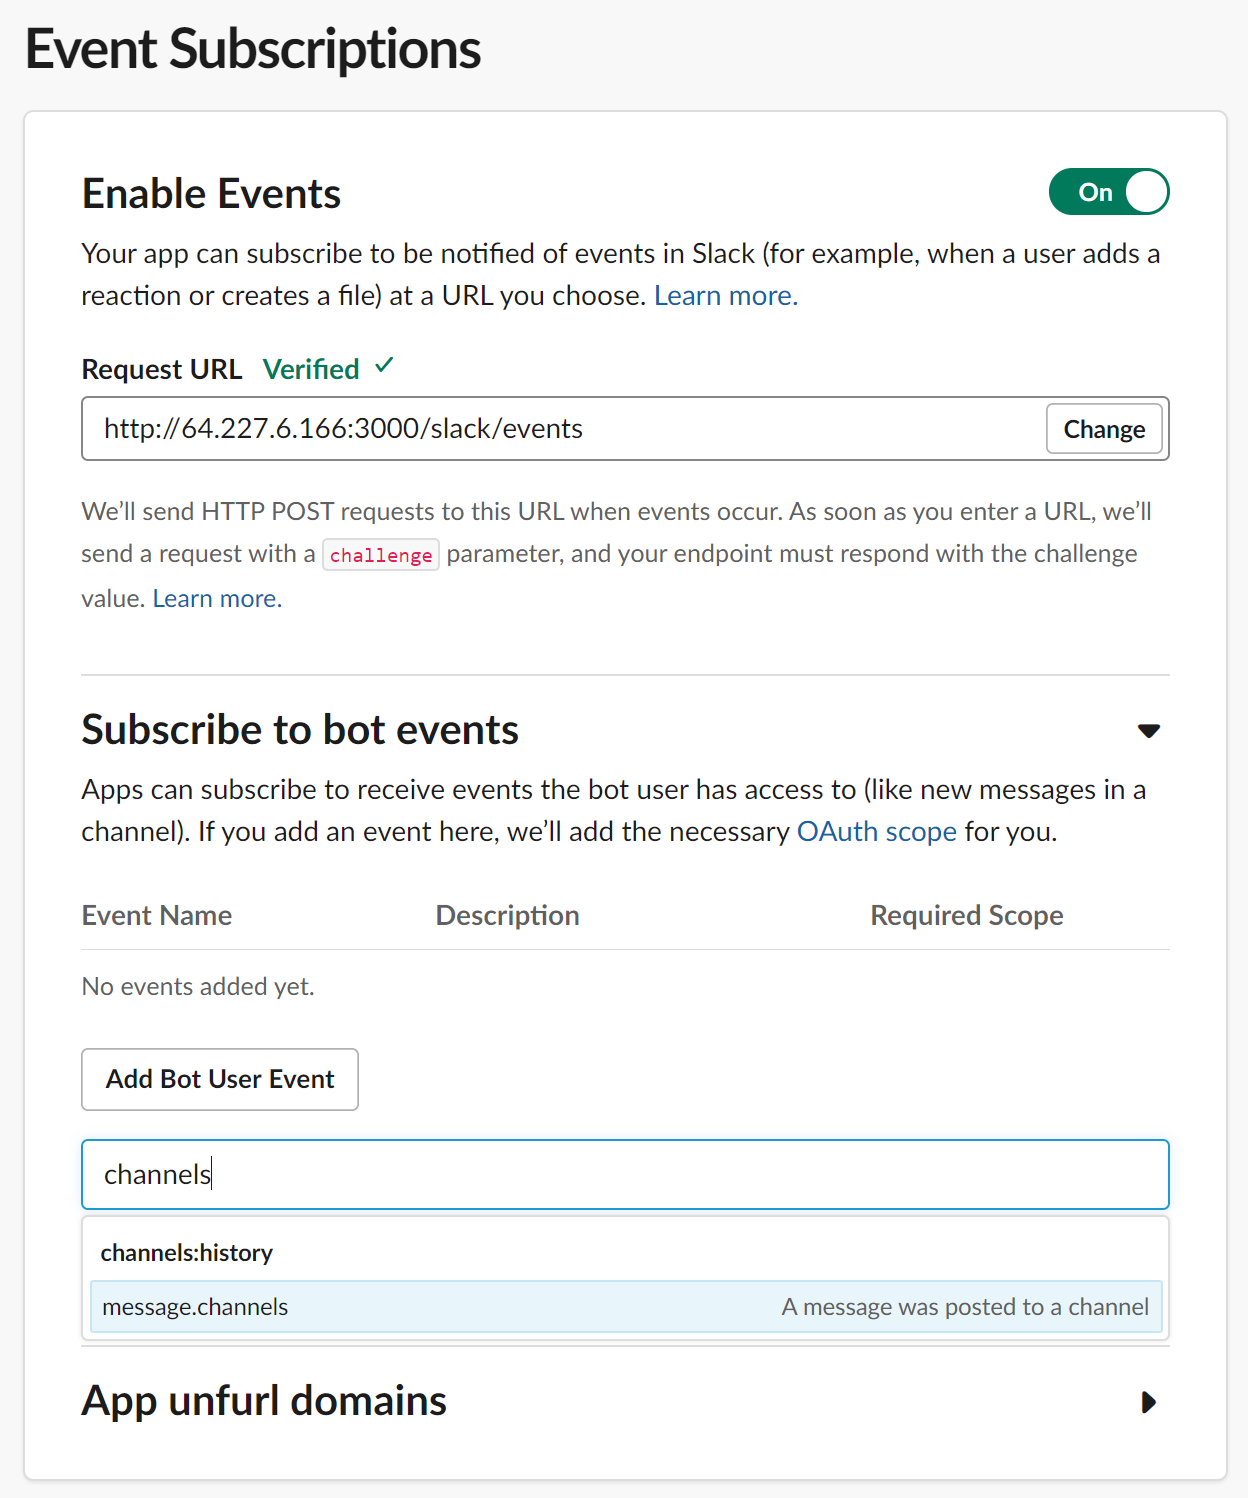 Event Subscriptions
Enable Events
On
Your app can subscribe to be notified of events in Slack (for example, when a user adds a
reaction or creates a file) at a URL you choose. Learn more.
Request URL Verified ✓
http://64.227.6.166:3000/slack/events
Change
We’ll send HTTP POST requests to this URL when events occur. As soon as you enter a URL, we’ll
send a request with a challenge parameter, and your endpoint must respond with the challenge
value. Learn more.
Subscribe to bot events
Apps can subscribe to receive events the bot user has access to (like new messages in a
channel). If you add an event here, we’ll add the necessary OAuth scope for you.
Event Name Description Required Scope
No events added yet.
Add Bot User Event
channels
channels:history
message.channels A message was posted to a channel
App unfurl domains